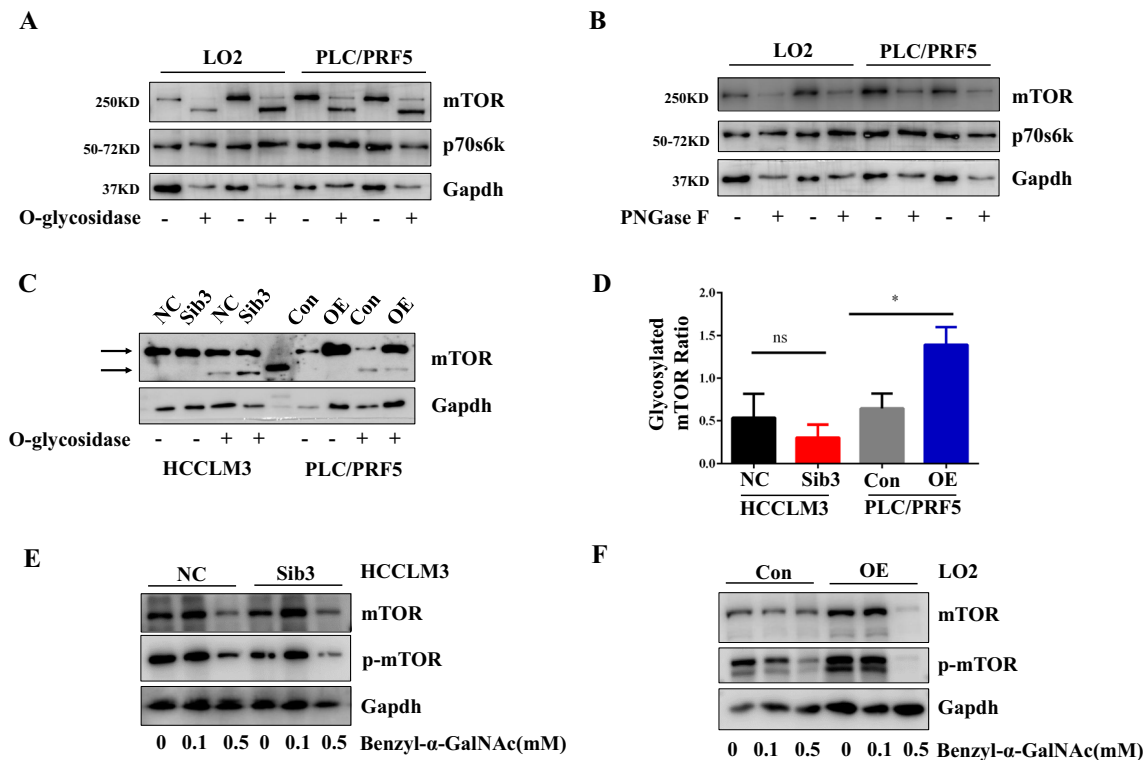 A
LO2 PLC/PRF5
250KD mTOR
50-72KD p70s6k
37KD Gapdh
O-glycosidase - + - + - + - +
B
LO2 PLC/PRF5
250KD mTOR
50-72KD p70s6k
37KD Gapdh
PNGase F - + - + - + - +
C
NC Sib3 NC Sib3 Con OE Con OE
mTOR
Gapdh
O-glycosidase - - + + - - + +
HCCLM3 PLC/PRF5
D
Glycosylated
mTOR Ratio
2.0
1.5
1.0
0.5
0.0
ns
*
NC Sib3 Con OE
HCCLM3 PLC/PRF5
E
NC Sib3 HCCLM3
mTOR
p-mTOR
Gapdh
0 0.1 0.5 0 0.1 0.5 Benzyl-α-GalNAc(mM)
F
Con OE LO2
mTOR
p-mTOR
Gapdh
0 0.1 0.5 0 0.1 0.5 Benzyl-α-GalNAc(mM)